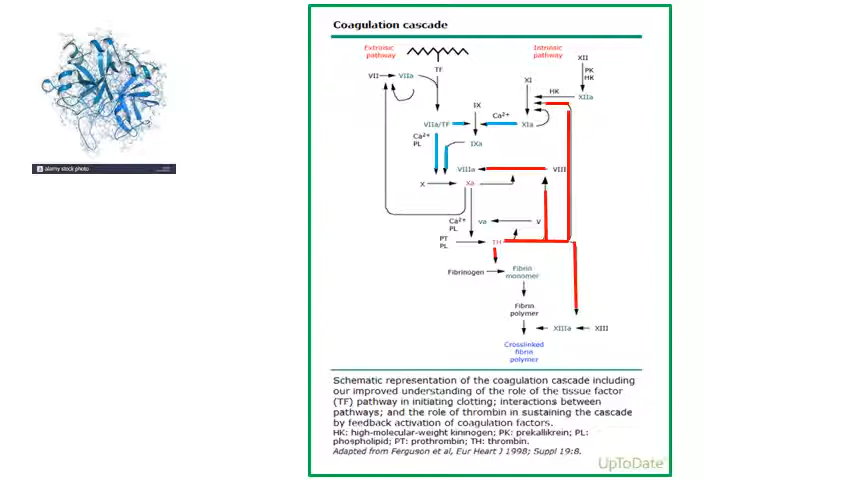 alamy stock photo
Coagulation cascade
Extrinsic pathway
Intrinsic pathway
XII
PK
HK
TF
VII
VIIa
XI
HK
XIIa
IX
Ca2+
VIIa/TF
XIa
Ca2+
PL
IXa
VIIIa
VIII
X
Xa
Ca2+
PL
va
V
PT
PL
TH
Fibrinogen
Fibrin monomer
Fibrin polymer
XIIIa
XIII
Crosslinked fibrin polymer
Schematic representation of the coagulation cascade including
our improved understanding of the role of the tissue factor
(TF) pathway in initiating clotting; interactions between
pathways; and the role of thrombin in sustaining the cascade
by feedback activation of coagulation factors.
HK: high-molecular-weight kininogen; PK: prekallikrein; PL:
phospholipid; PT: prothrombin; TH: thrombin.
Adapted from Ferguson et al, Eur Heart J 1998; Suppl 19:8.
UpToDate